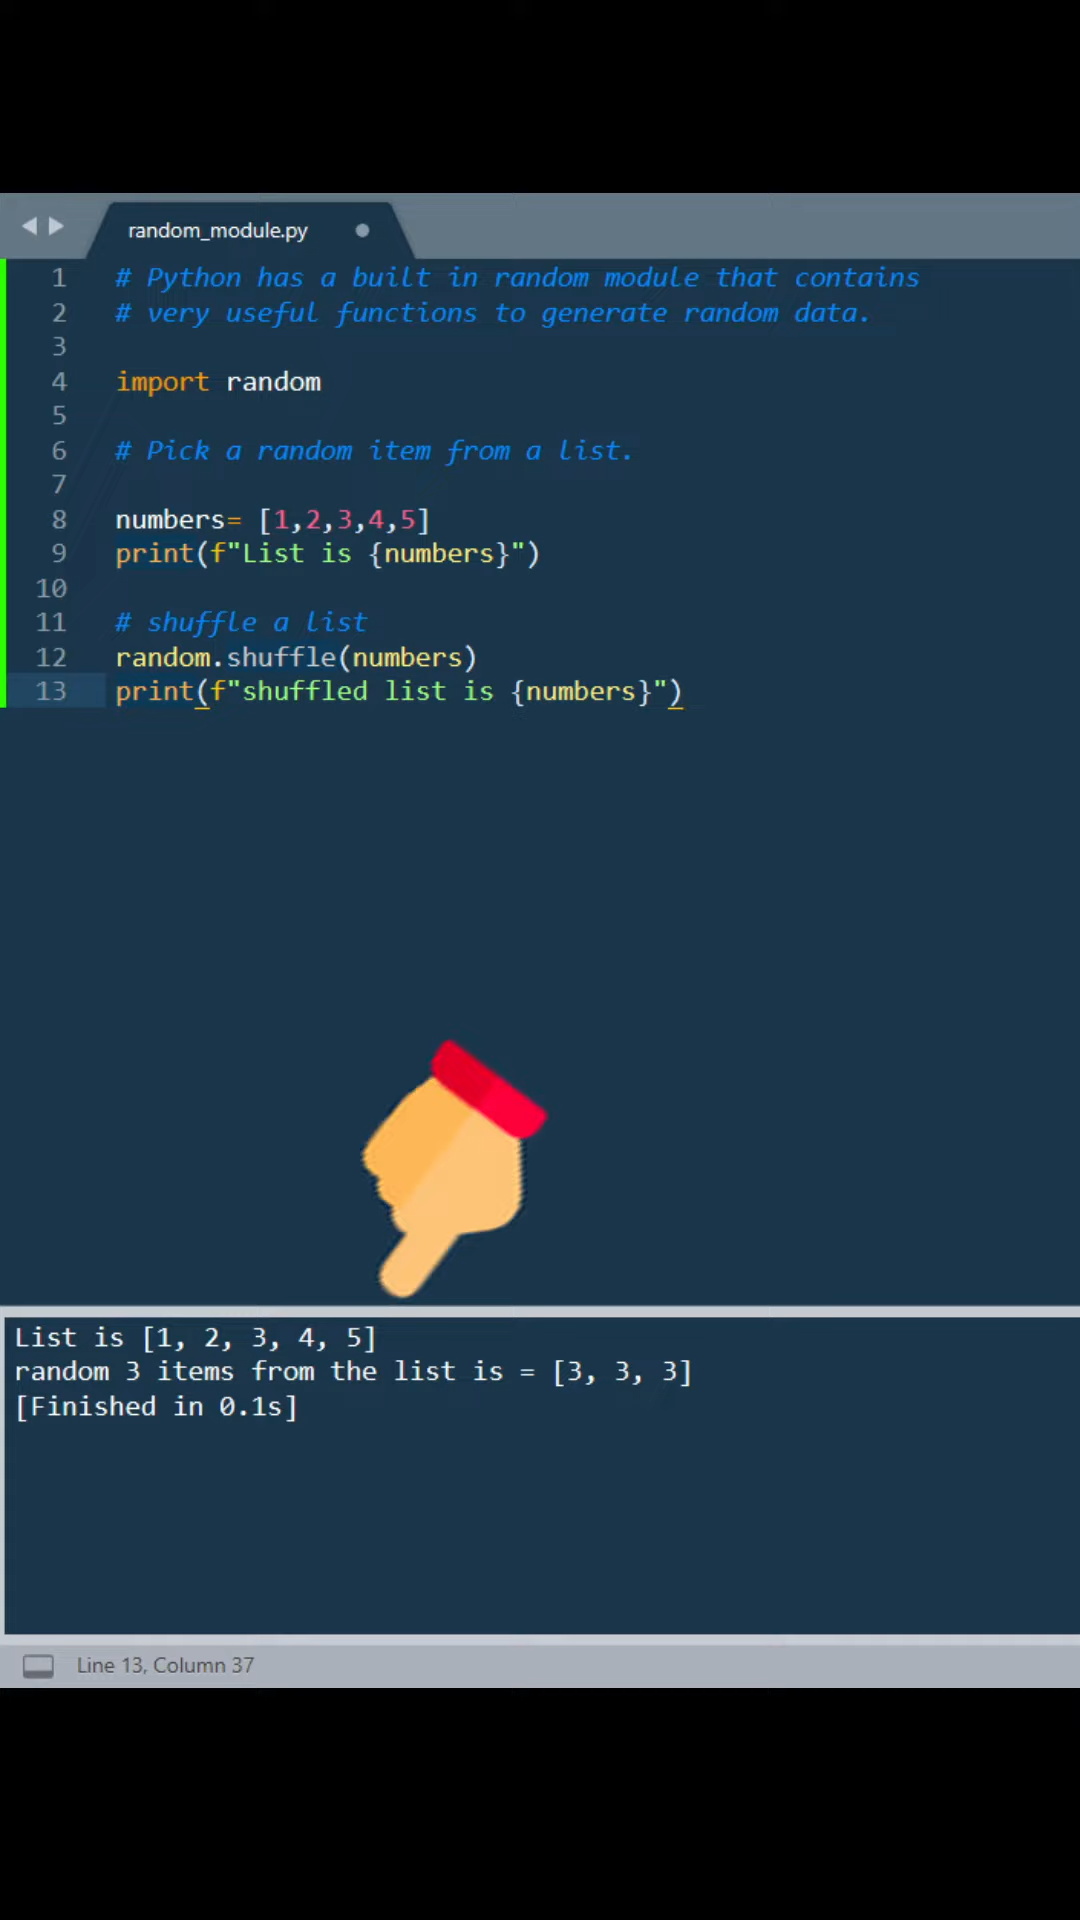 random_module.py
1 # Python has a built in random module that contains
2 # very useful functions to generate random data.
3
4 import random
5
6 # Pick a random item from a list.
7
8 numbers= [1,2,3,4,5]
9 print(f"List is {numbers}")
10
11 # shuffle a list
12 random.shuffle(numbers)
13 print(f"shuffled list is {numbers}")
List is [1, 2, 3, 4, 5]
random 3 items from the list is = [3, 3, 3]
[Finished in 0.1s]
Line 13, Column 37